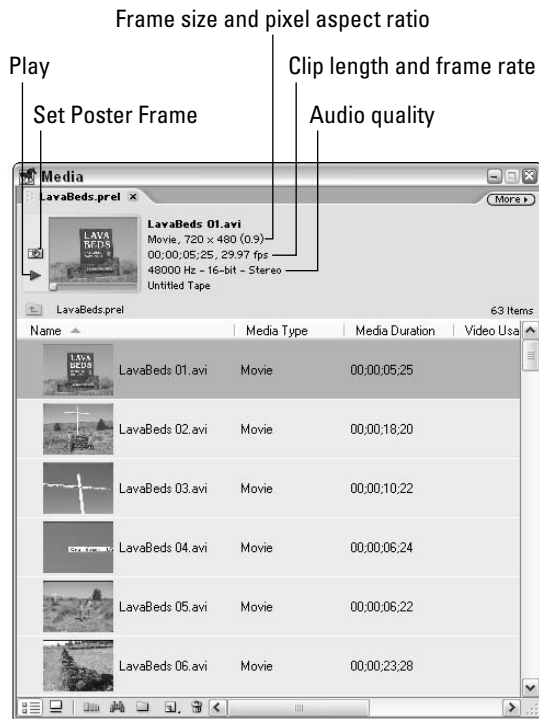 Frame size and pixel aspect ratio
Play
Clip length and frame rate
Set Poster Frame
Audio quality
Media
LavaBeds.prel
More
LAVA
BEDS
LavaBeds 01.avi
Movie, 720 × 480 (0.9)
00;00;05;25, 29.97 fps
48000 Hz - 16-bit - Stereo
Untitled Tape
LavaBeds.prel
63 Items
Name
Media Type
Media Duration
Video Usa
LAVA
BEDS
LavaBeds 01.avi
Movie
00;00;05;25
LavaBeds 02.avi
Movie
00;00;18;20
LavaBeds 03.avi
Movie
00;00;10;22
LavaBeds 04.avi
Movie
00;00;06;24
LavaBeds 05.avi
Movie
00;00;06;22
LavaBeds 06.avi
Movie
00;00;23;28